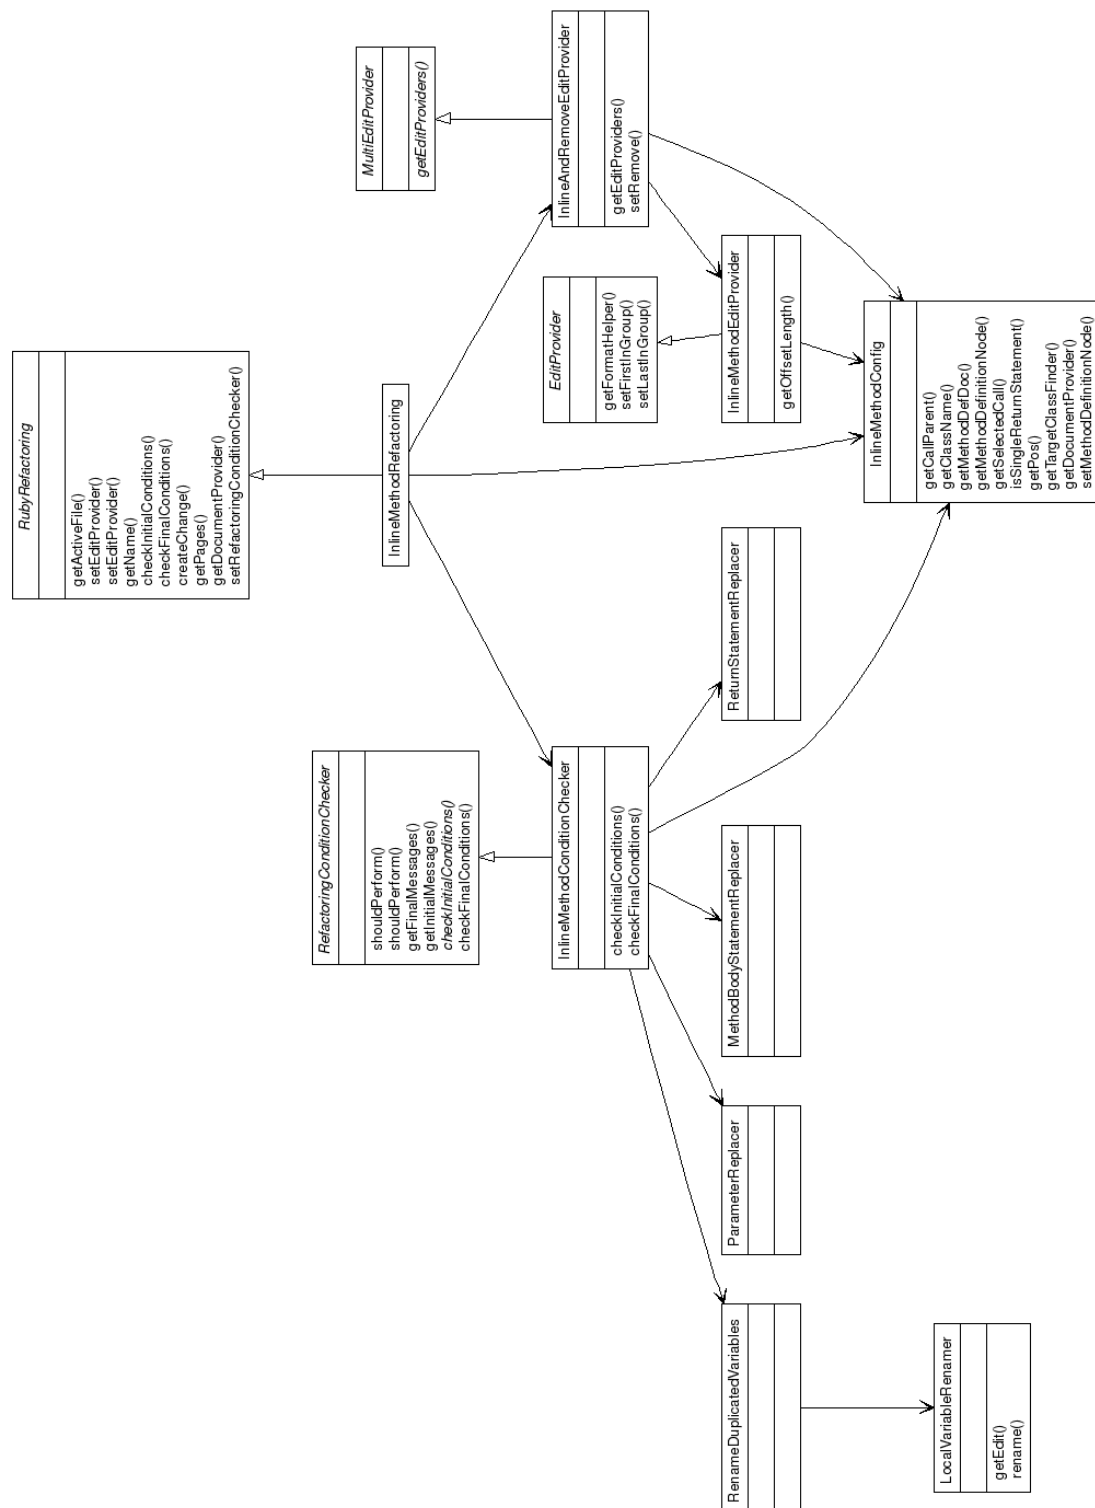 RubyRefactoring
getActiveFile()
setEditProvider()
setEditProvider()
getName()
checkInitialConditions()
checkFinalConditions()
createChange()
getPages()
getDocumentProvider()
setRefactoringConditionChecker()
MultiEditProvider
getEditProviders()
RefactoringConditionChecker
shouldPerform()
shouldPerform()
getFinalMessages()
getInitialMessages()
checkInitialConditions()
checkFinalConditions()
InlineMethodRefactoring
InlineAndRemoveEditProvider
getEditProviders()
setRemove()
EditProvider
getFormatHelper()
setFirstInGroup()
setLastInGroup()
InlineMethodConditionChecker
checkInitialConditions()
checkFinalConditions()
InlineMethodEditProvider
getOffsetLength()
RenameDuplicatedVariables
ParameterReplacer
MethodBodyStatementReplacer
ReturnStatementReplacer
InlineMethodConfig
getCallParent()
getClassName()
getMethodDefDoc()
getMethodDefinitionNode()
getSelectedCall()
isSingleReturnStatement()
getPos()
getTargetClassFinder()
getDocumentProvider()
setMethodDefinitionNode()
LocalVariableRenamer
getEdit()
rename()